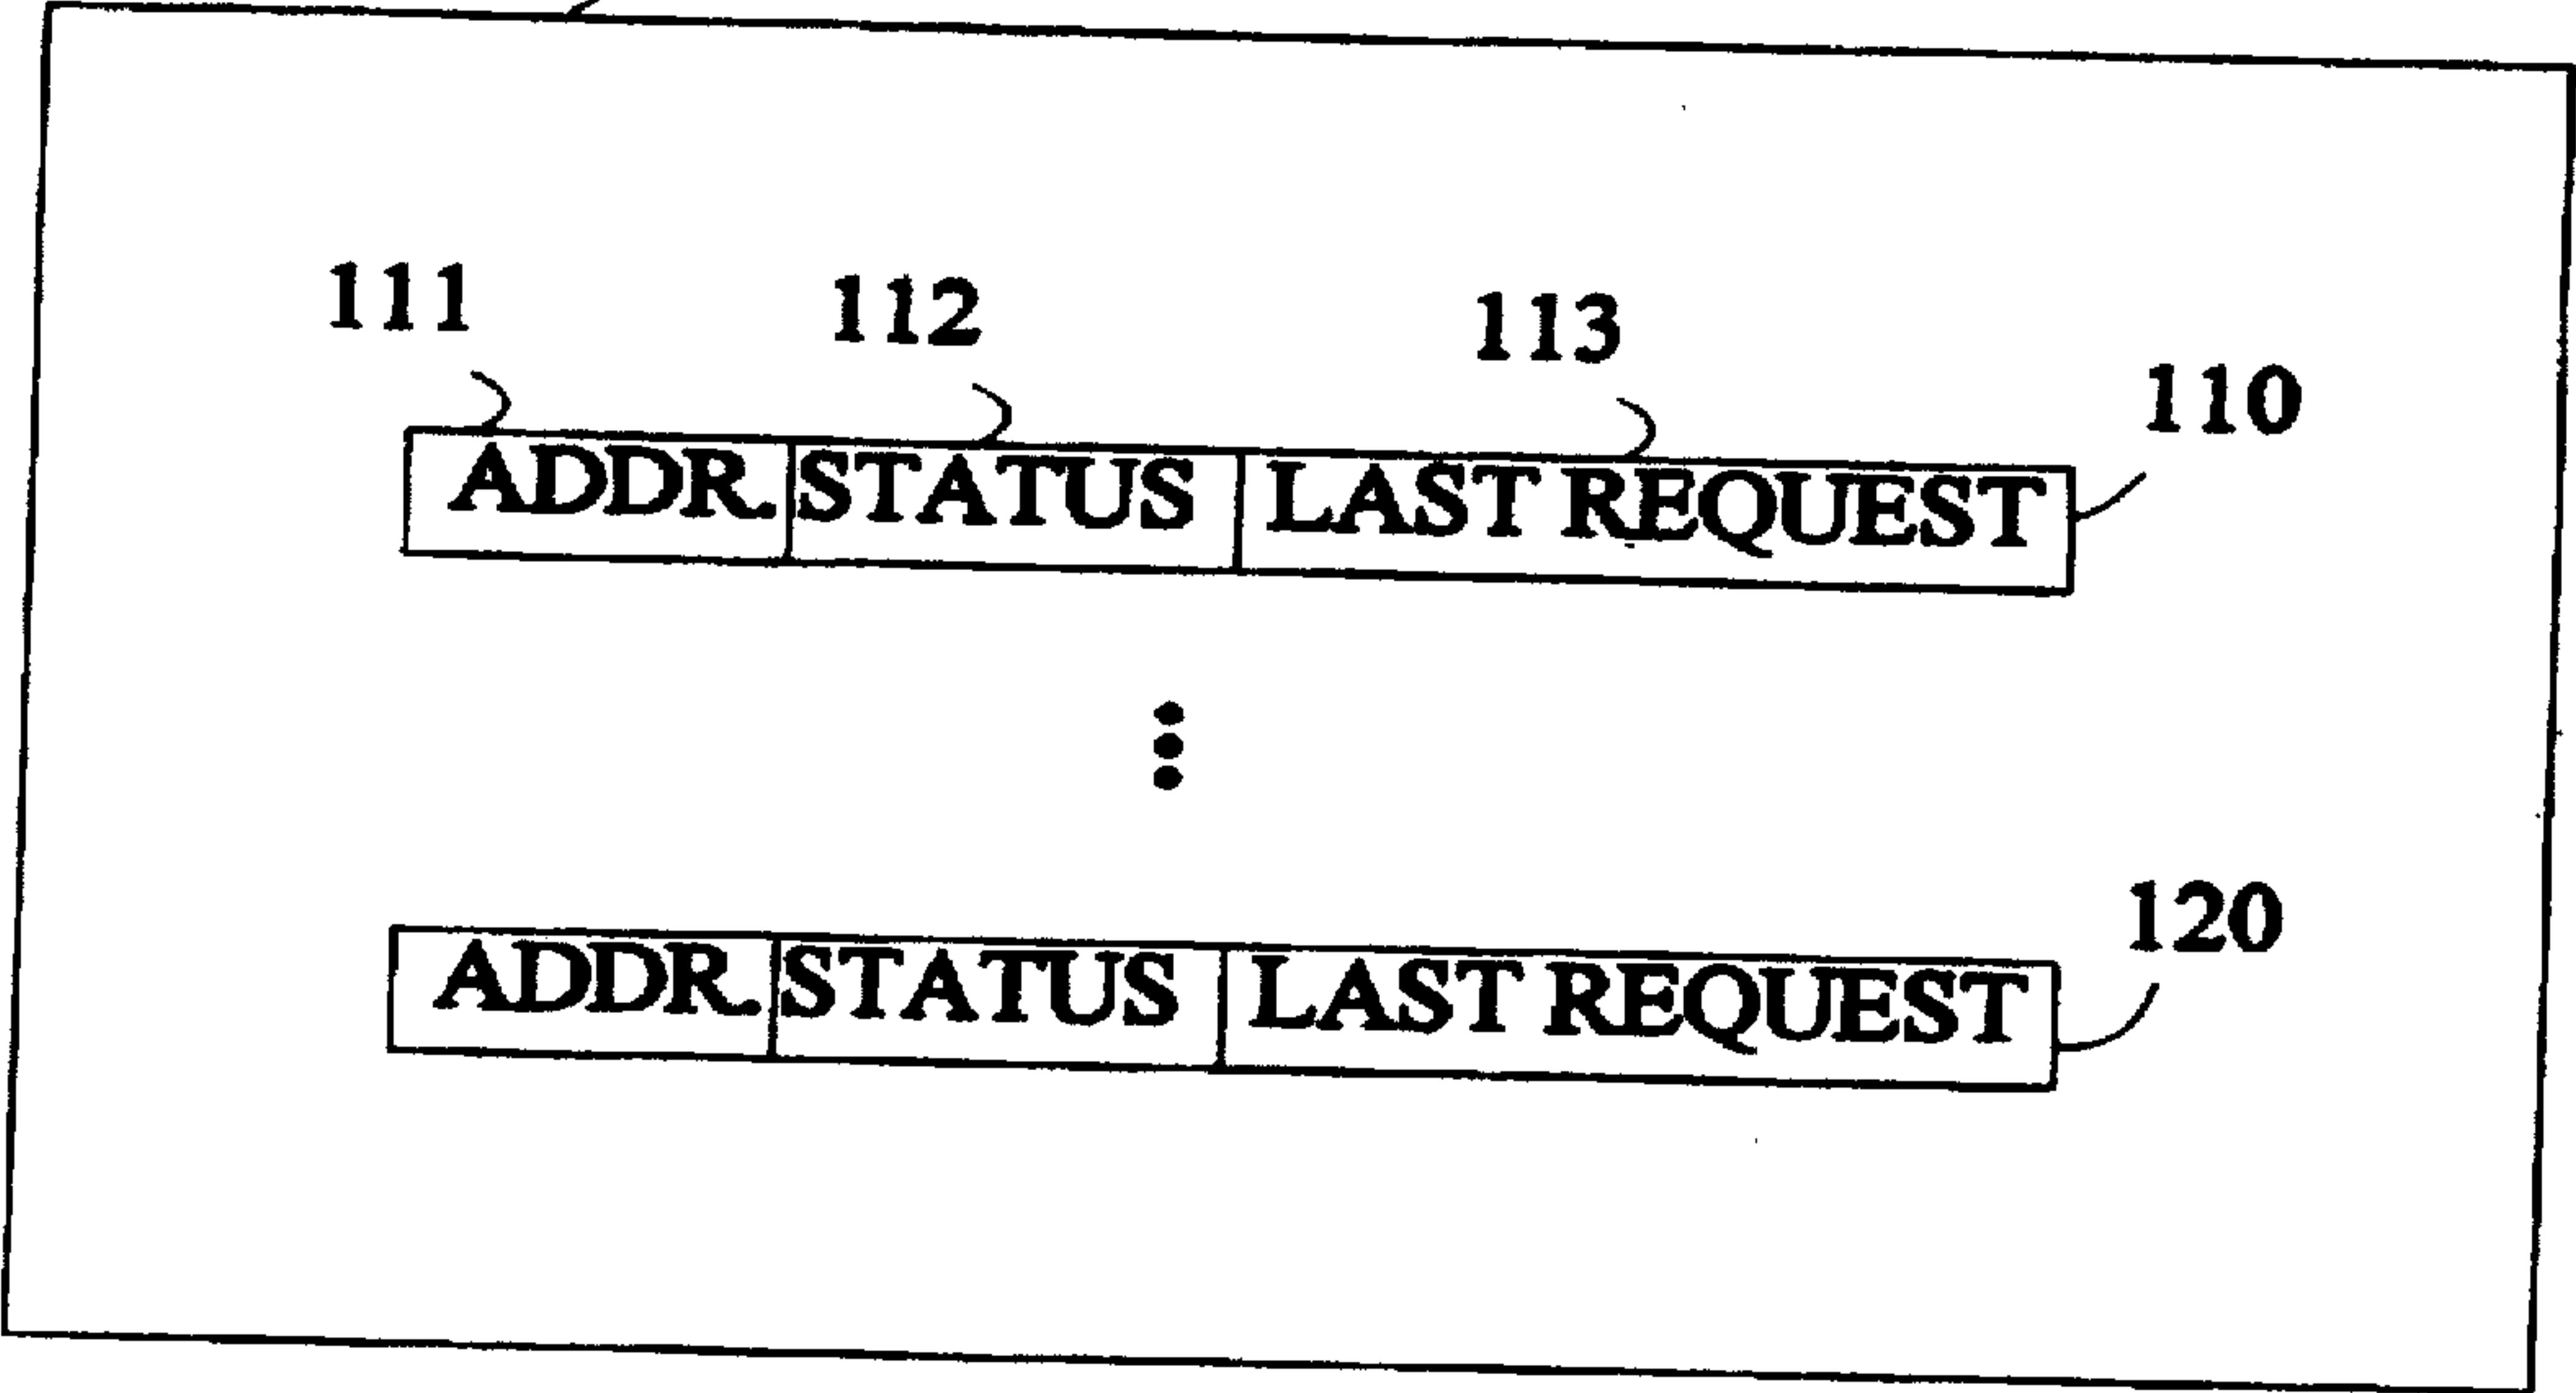 111 112 113
110
ADDR. STATUS LAST REQUEST
120
ADDR. STATUS LAST REQUEST